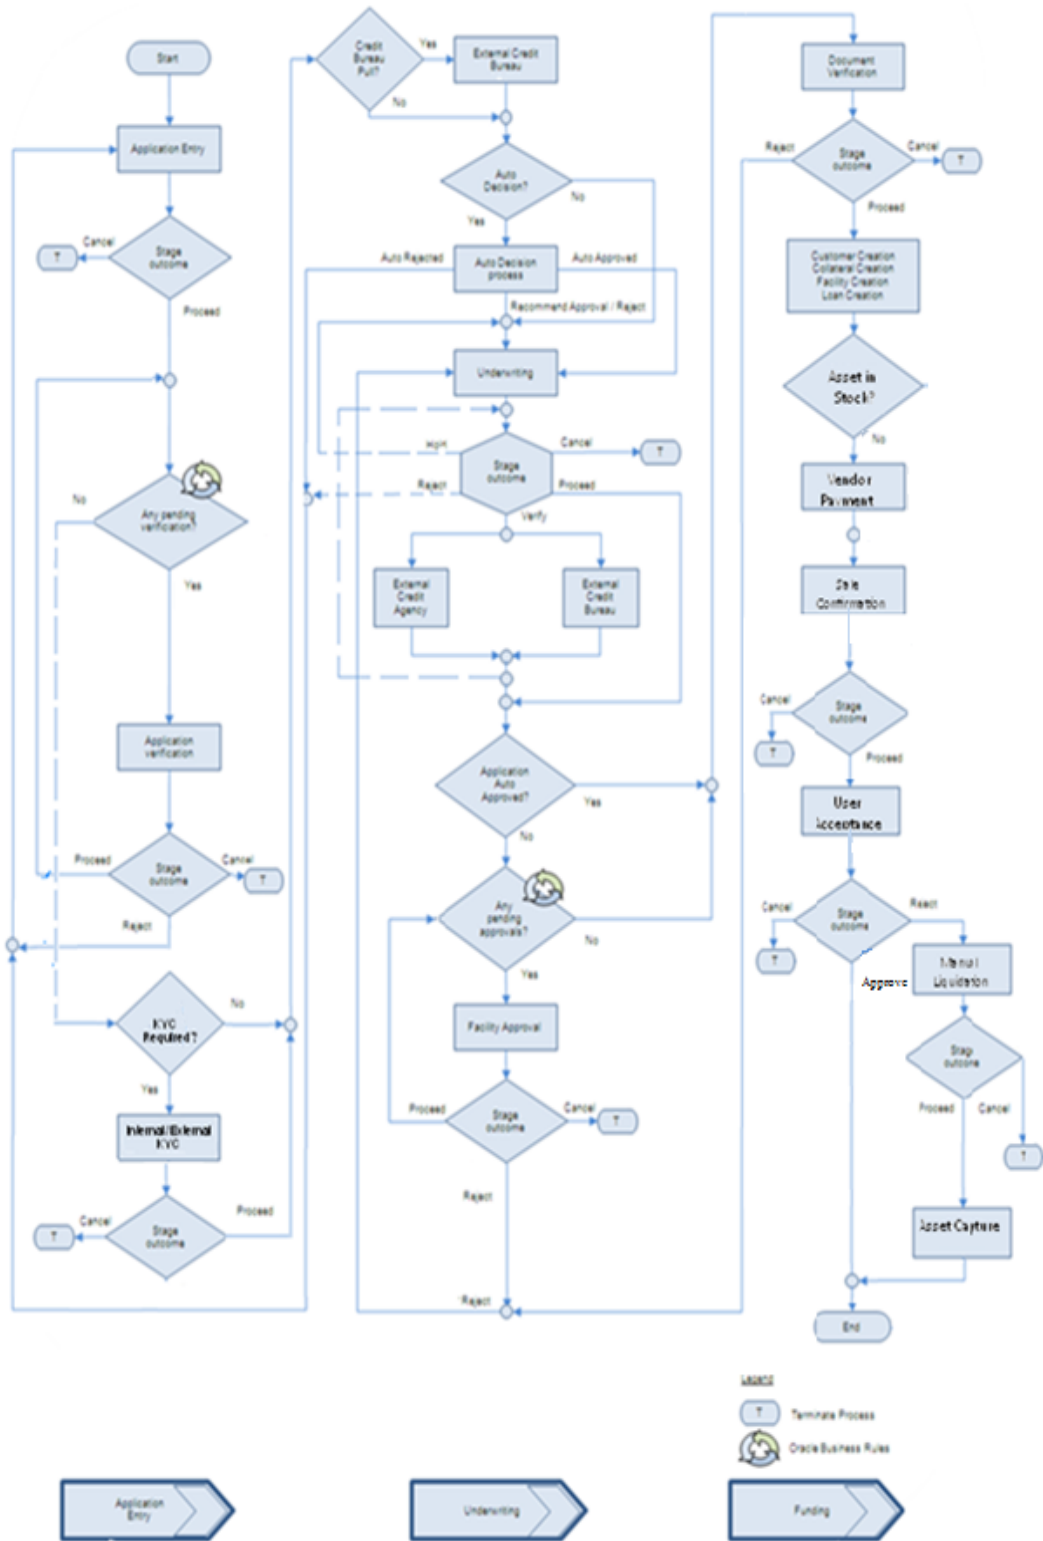 Start
Application Entry
Stage
outcome
Cancel
T
Proceed
Any pending
verification?
No
Yes
Application
verification
Stage
outcome
Proceed
Cancel
T
Reject
KYC
Required?
No
Yes
Internal/External
KYC
Stage
outcome
Cancel
T
Proceed
Credit
Bureau
Pull?
Yes
No
External Credit
Bureau
Auto
Decision?
No
Yes
Auto Rejected
Auto Decision
process
Auto Approved
Recommend Approval / Reject
Underwriting
Stage
outcome
Cancel
T
Reject
Proceed
Verify
External
Credit
Agency
External
Credit
Bureau
Application
Auto
Approved?
Yes
No
Any
pending
approvals?
No
Yes
Facility Approval
Stage
outcome
Proceed
Cancel
T
Reject
'Reject
Document
Verification
Stage
outcome
Reject
Cancel
T
Proceed
Customer Creation
Collateral Creation
Facility Creation
Loan Creation
Asset in
Stock?
No
Vendor
Payment
Sale
Confirmation
Stage
outcome
Cancel
T
Proceed
User
Acceptance
Stage
outcome
Cancel
T
Reject
Approve
Manual
Liquidation
Stage
outcome
Proceed
Cancel
T
Asset Capture
End
Legend
T
Terminate Process
Oracle Business Rules
Application
Entry
Underwriting
Funding